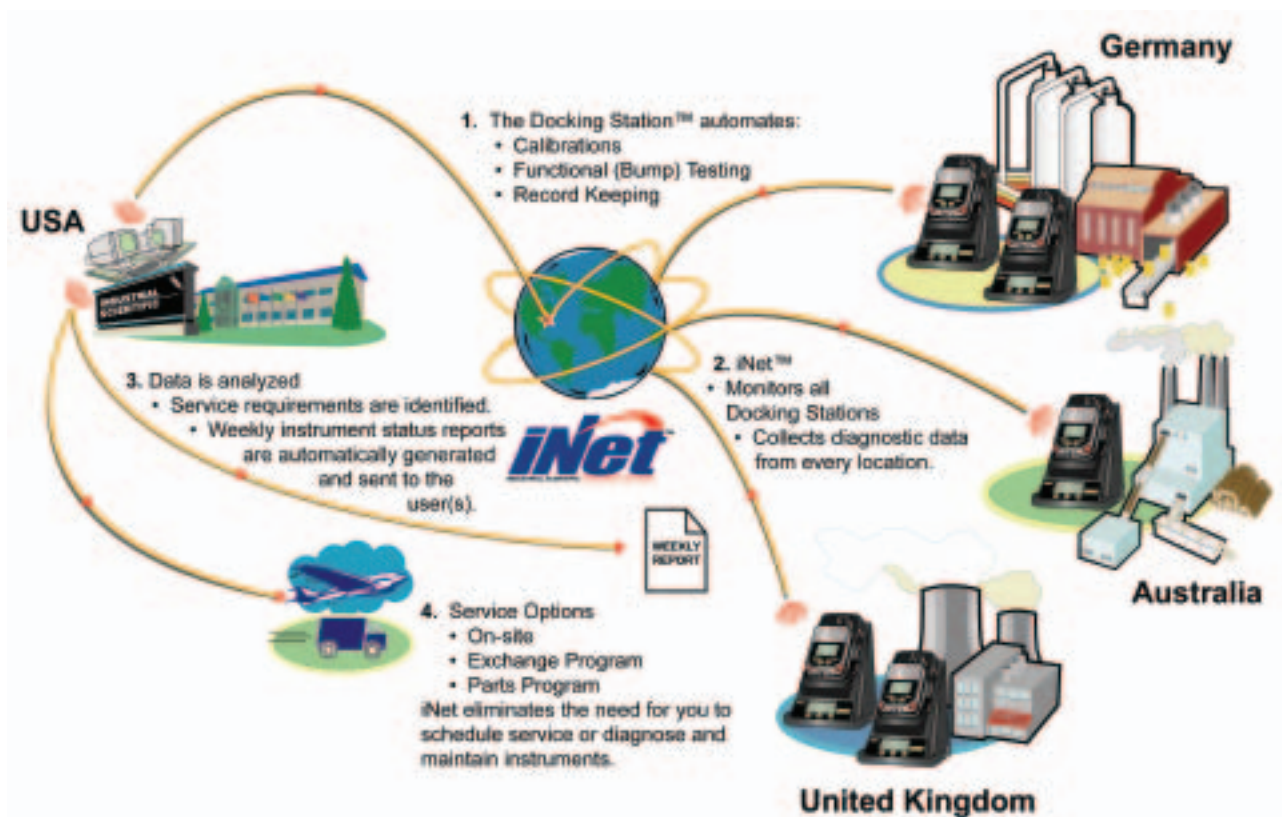 Germany
1. The Docking Station™ automates:
• Calibrations
• Functional (Bump) Testing
• Record Keeping
USA
INDUSTRIAL
SCIENTIFIC
2. iNet™
• Monitors all
Docking Stations
• Collects diagnostic data
from every location.
3. Data is analyzed
• Service requirements are identified.
• Weekly instrument status reports
are automatically generated
and sent to the
user(s).
iNet™
WEEKLY
REPORT
Australia
4. Service Options
• On-site
• Exchange Program
• Parts Program
iNet eliminates the need for you to
schedule service or diagnose and
maintain instruments.
United Kingdom